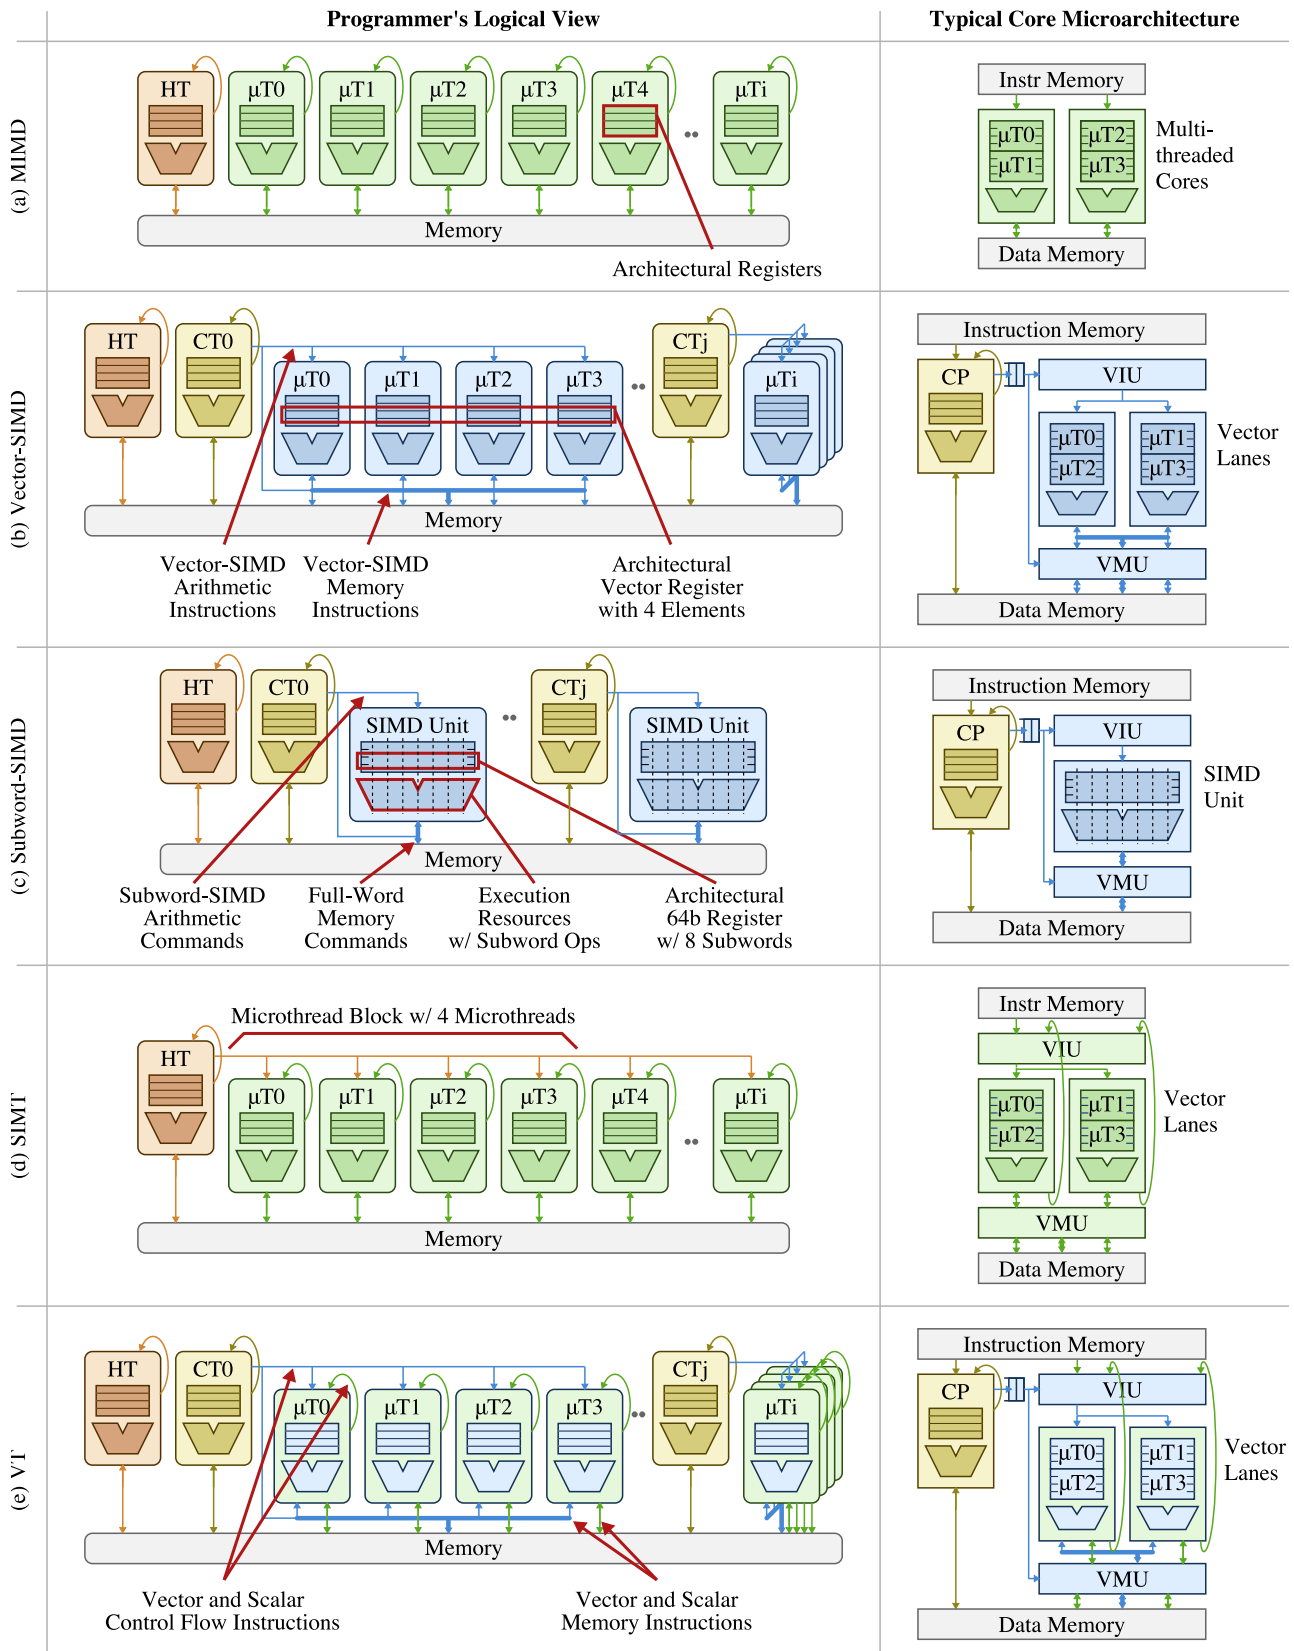 Programmer's Logical View
Typical Core Microarchitecture
(a) MIMD
HT
μT0
μT1
μT2
μT3
μT4
μTi
Memory
Architectural Registers
Instr Memory
μT0
μT1
μT2
μT3
Multi-
threaded
Cores
Data Memory
(b) Vector-SIMD
HT
CT0
μT0
μT1
μT2
μT3
CTj
μTi
Memory
Vector-SIMD
Arithmetic
Instructions
Vector-SIMD
Memory
Instructions
Architectural
Vector Register
with 4 Elements
Instruction Memory
CP
VIU
μT0
μT2
μT1
μT3
Vector
Lanes
VMU
Data Memory
(c) Subword-SIMD
HT
CT0
SIMD Unit
CTj
SIMD Unit
Memory
Subword-SIMD
Arithmetic
Commands
Full-Word
Memory
Commands
Execution
Resources
w/ Subword Ops
Architectural
64b Register
w/ 8 Subwords
Instruction Memory
CP
VIU
SIMD
Unit
VMU
Data Memory
(d) SIMT
Microthread Block w/ 4 Microthreads
HT
μT0
μT1
μT2
μT3
μT4
μTi
Memory
Instr Memory
VIU
μT0
μT2
μT1
μT3
Vector
Lanes
VMU
Data Memory
(e) VT
HT
CT0
μT0
μT1
μT2
μT3
CTj
μTi
Memory
Vector and Scalar
Control Flow Instructions
Vector and Scalar
Memory Instructions
Instruction Memory
CP
VIU
μT0
μT2
μT1
μT3
Vector
Lanes
VMU
Data Memory